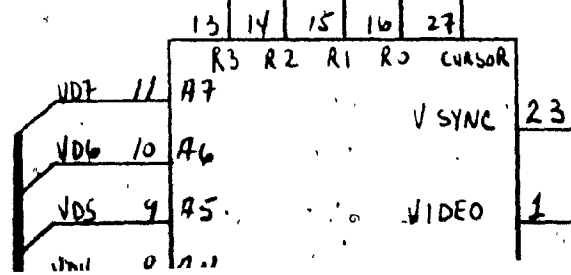 13 14 15 16 27
R3 R2 R1 R0 CURSOR
VD7 11 A7
V SYNC 23
VD6 10 A6
VD5 9 A5
VIDEO 1